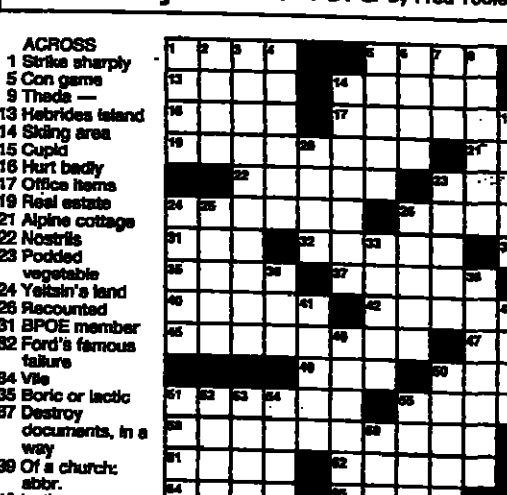 By Fred
ACROSS
1 Strike sharply
5 Con game
9 Theda —
13 Hebrides island
14 Skiing area
15 Cupid
16 Hurt badly
17 Office items
19 Real estate
21 Alpine cottage
22 Nostrils
23 Podded
vegetable
24 Yeltsin's land
26 Recounted
31 BPOE member
32 Ford's famous
failure
34 Vile
35 Boric or lactic
37 Destroy
documents, in a
way
39 Of a church:
abbr.
1 2 3 4 5 6 7 8
13 14
16 17
19 20 21
22 23
24 25 26
31 32 33
35 36 37 38
40 41 42
45 46 47
49 50
51 52 53 54 55
58 59
61 62
64